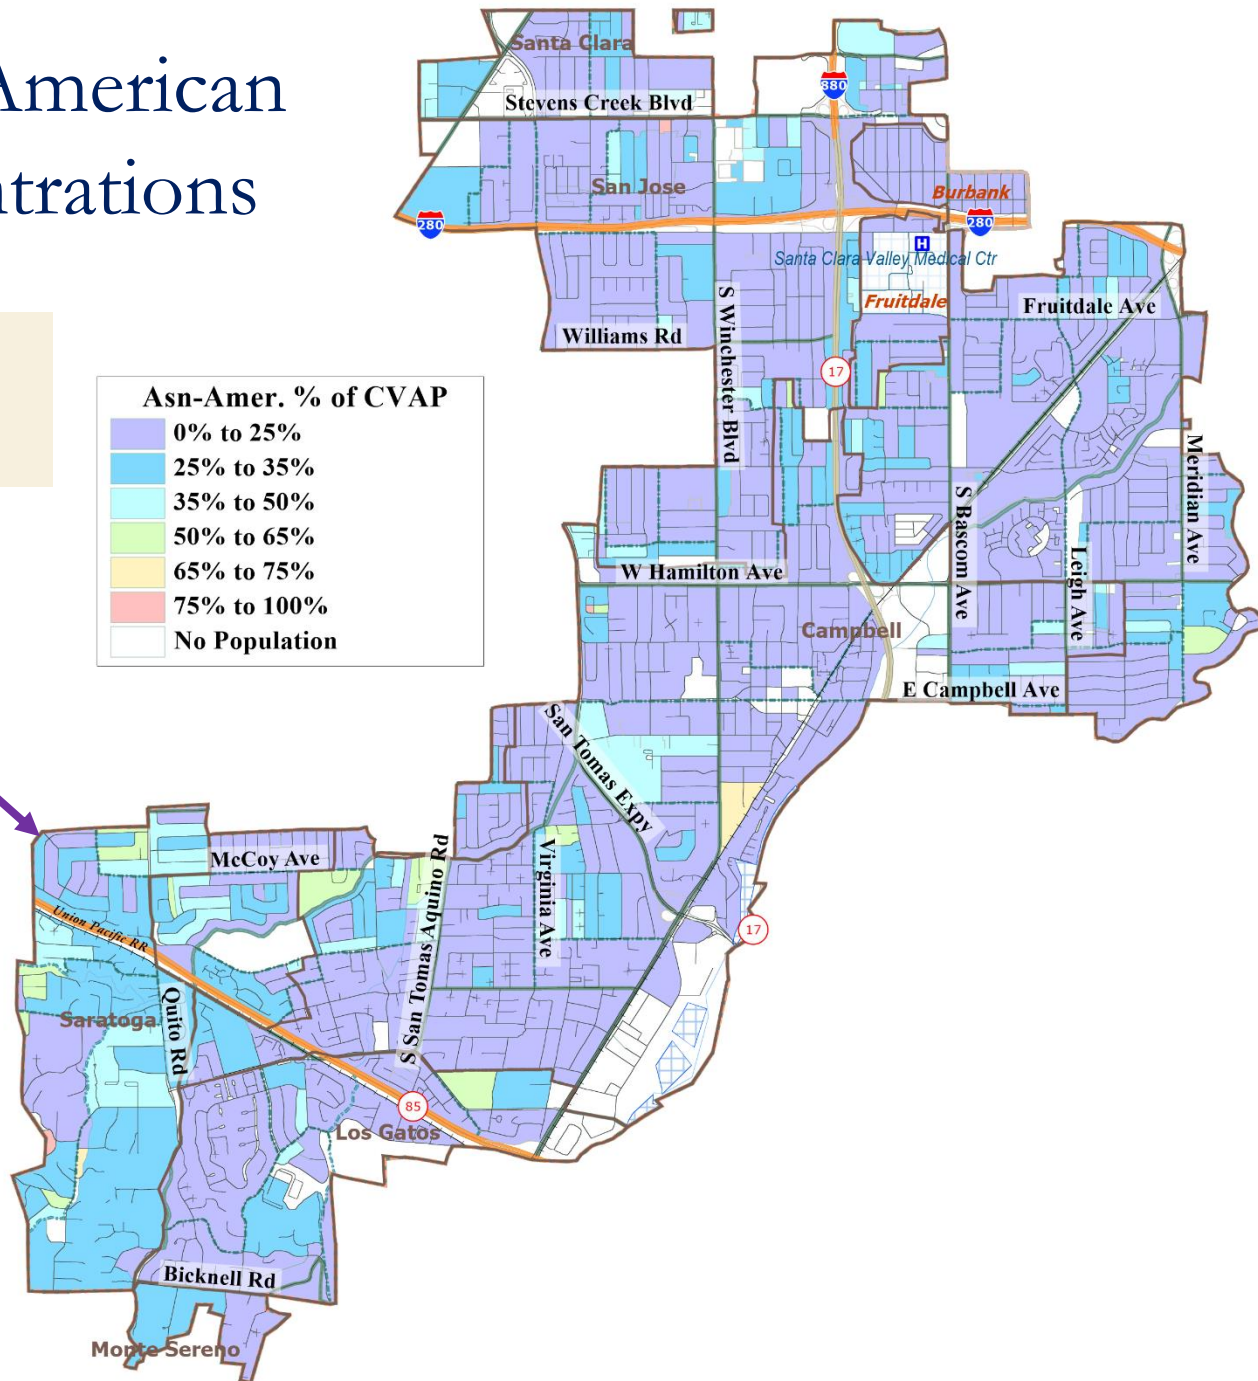 American
ntrations
Asn-Amer. % of CVAP
0% to 25%
25% to 35%
35% to 50%
50% to 65%
65% to 75%
75% to 100%
No Population
Santa Clara
880
Stevens Creek Blvd
San Jose
Burbank
280
280
H
Santa Clara Valley Medical Ctr
Fruitdale
Fruitdale Ave
Williams Rd
S Winchester Blvd
17
Meridian Ave
S Bascom Ave
Leigh Ave
W Hamilton Ave
Campbell
E Campbell Ave
San Tomas Expy
McCoy Ave
Virginia Ave
S San Tomas Aquino Rd
Union Pacific RR
17
Quito Rd
Saratoga
85
Los Gatos
Bicknell Rd
Monte Sereno